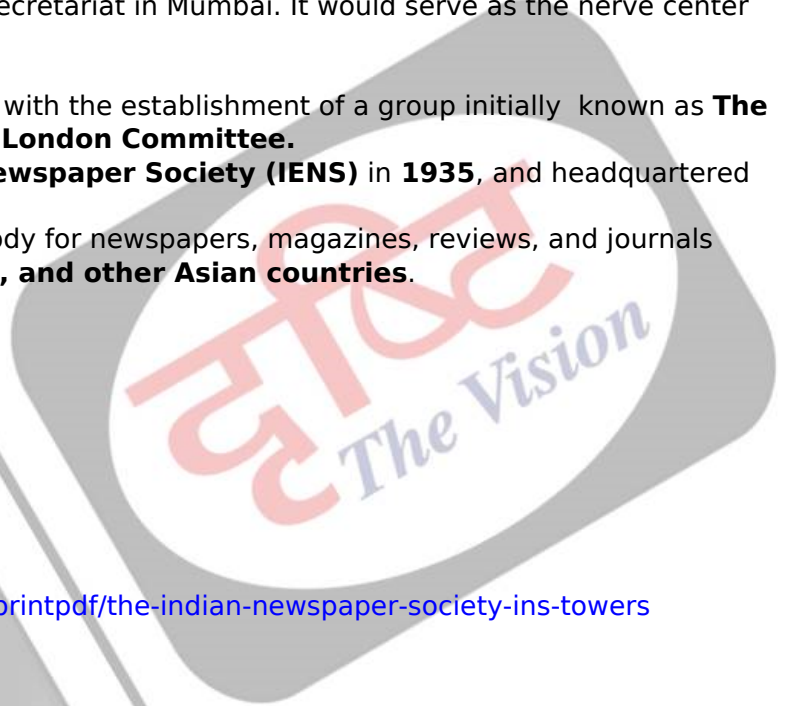 ecretariat in Mumbai. It would serve as the nerve center
with the establishment of a group initially known as The
London Committee.
ewspaper Society (IENS) in 1935, and headquartered
ody for newspapers, magazines, reviews, and journals
, and other Asian countries.
दृष्टि
The Vision
printpdf/the-indian-newspaper-society-ins-towers